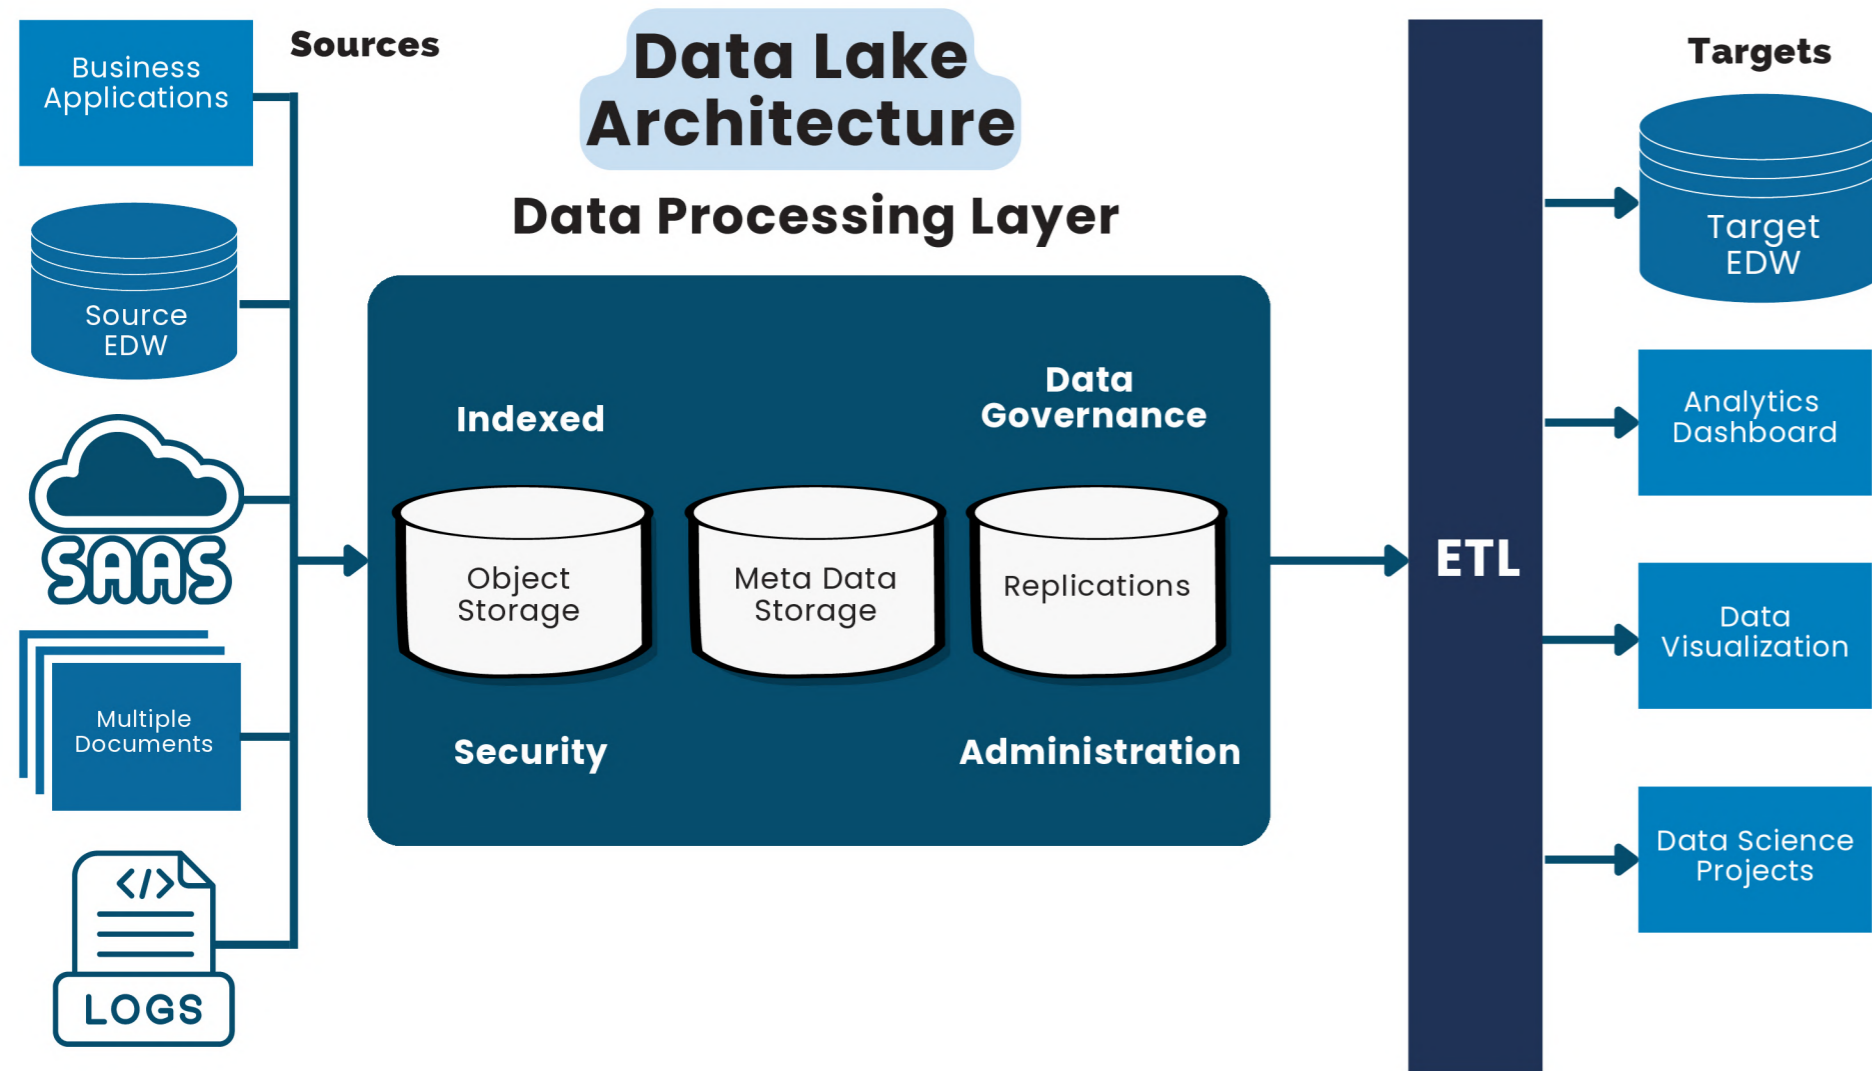 Sources
Business
Applications
Source
EDW
SAAS
Multiple
Documents
</>
LOGS
Data Lake
Architecture
Data Processing Layer
Indexed
Data
Governance
Object
Storage
Meta Data
Storage
Replications
Security
Administration
ETL
Targets
Target
EDW
Analytics
Dashboard
Data
Visualization
Data Science
Projects